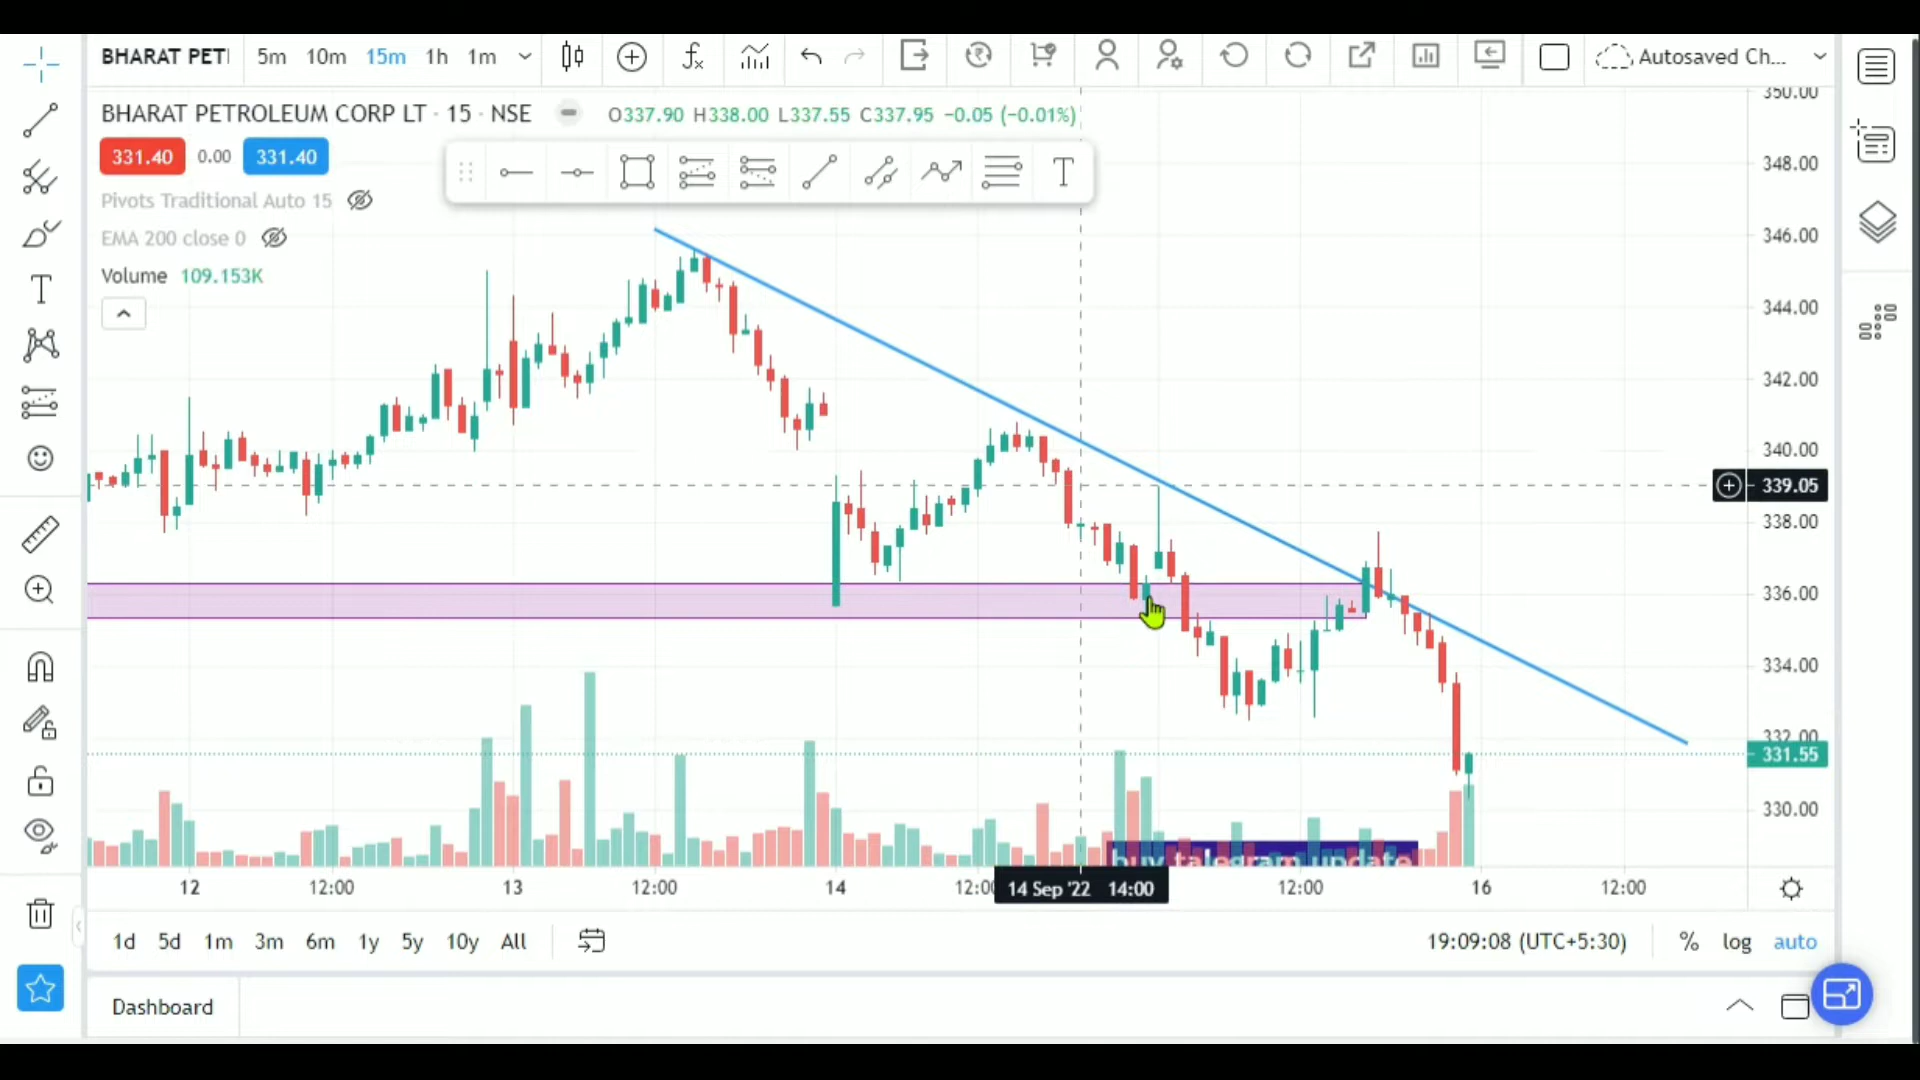 BHARAT PETI 5m 10m 15m 1h 1m Autosaved Ch...
BHARAT PETROLEUM CORP LT · 15 · NSE O337.90 H338.00 L337.55 C337.95 −0.05 (−0.01%)
331.40 0.00 331.40
Pivots Traditional Auto 15
EMA 200 close 0
Volume 109.153K
350.00
348.00
346.00
344.00
342.00
340.00
339.05
338.00
336.00
334.00
332.00
331.55
330.00
buy talegram update
12 12:00 13 12:00 14 12:00 14 Sep '22 14:00 12:00 16 12:00
1d 5d 1m 3m 6m 1y 5y 10y All 19:09:08 (UTC+5:30) % log auto
Dashboard